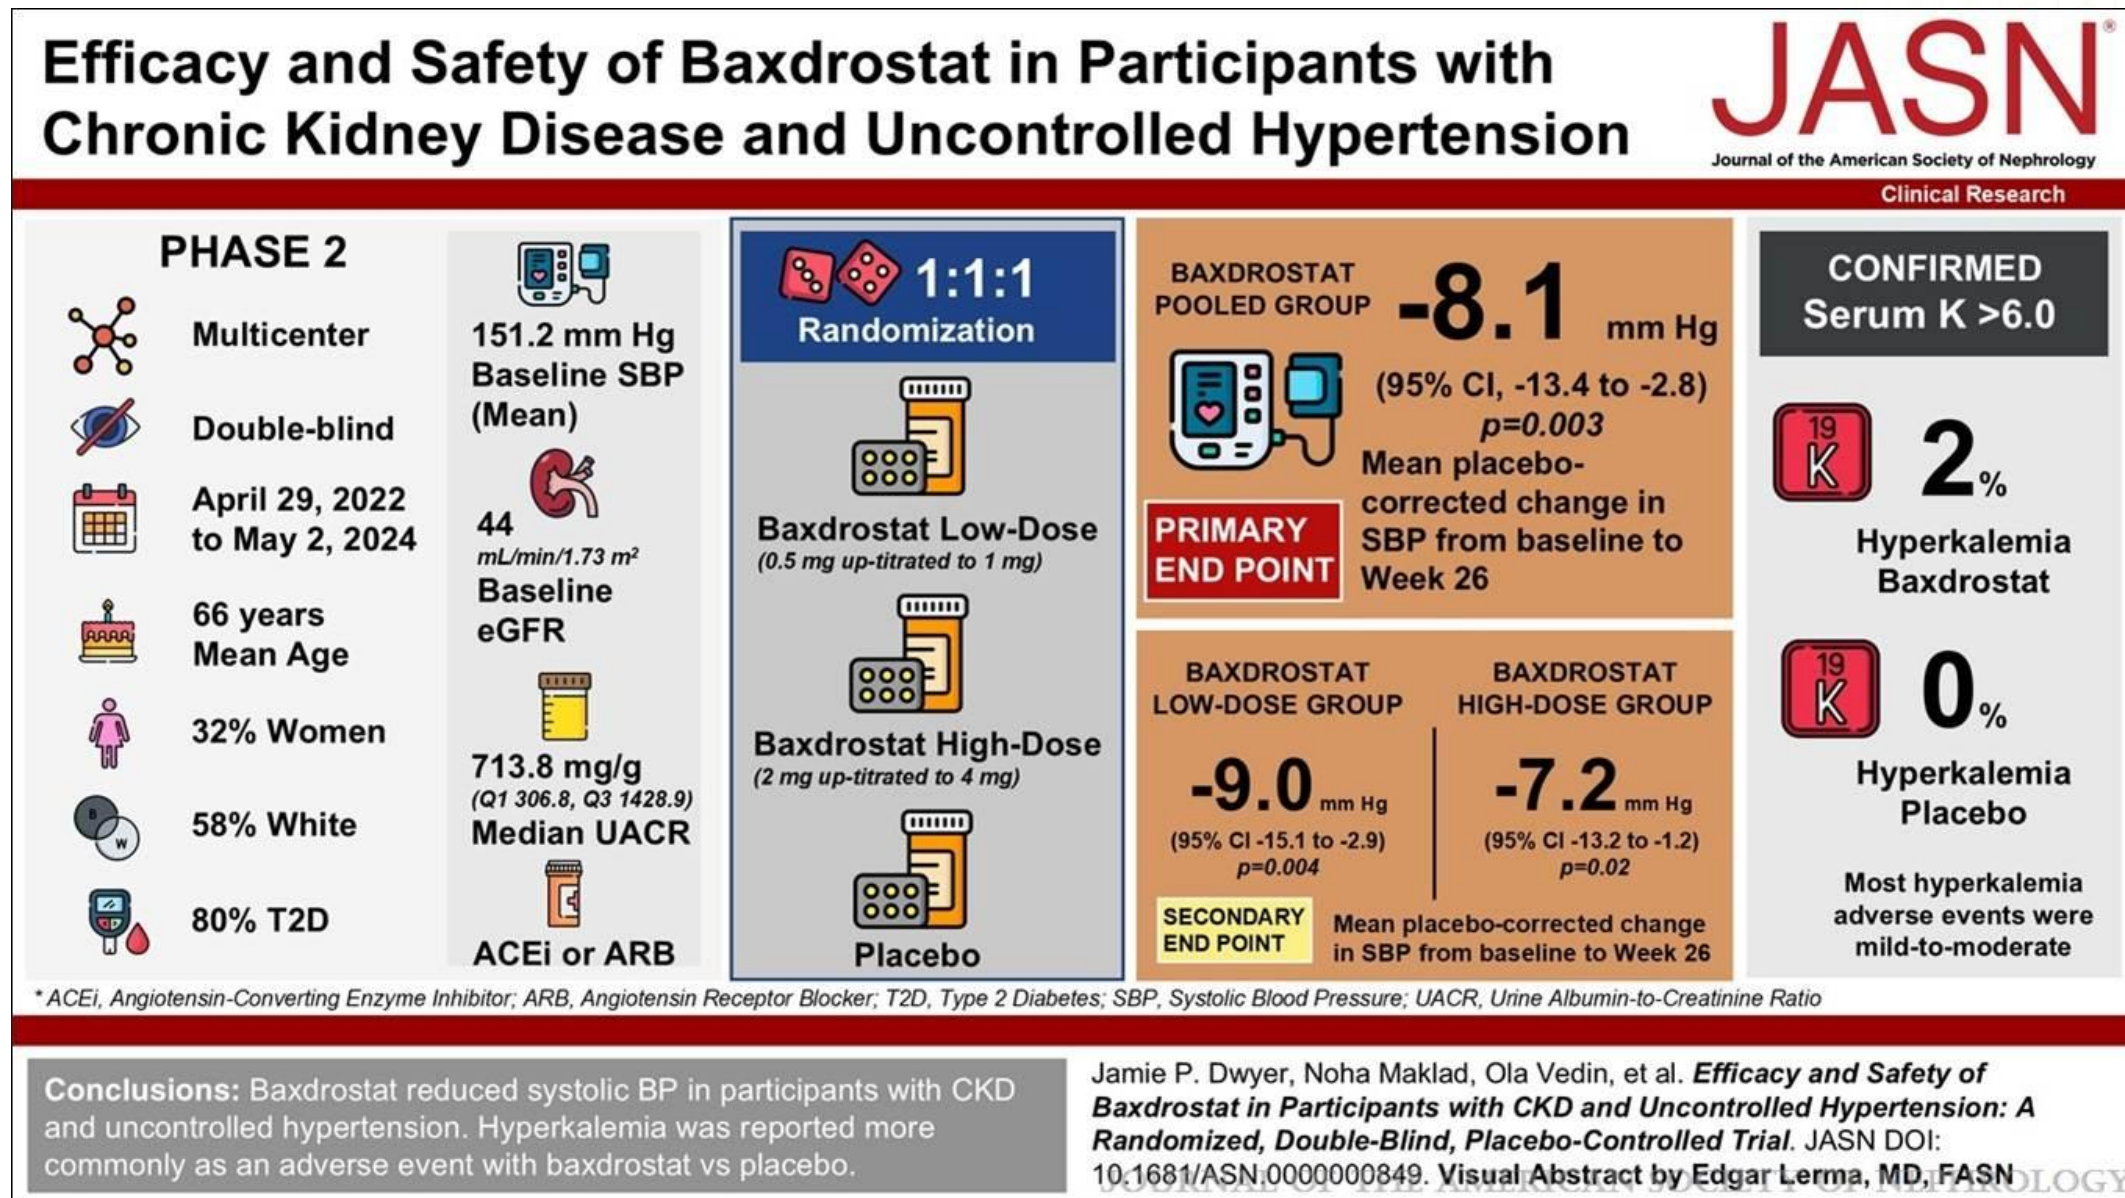 Efficacy and Safety of Baxdrostat in Participants with
Chronic Kidney Disease and Uncontrolled Hypertension
JASN®
Journal of the American Society of Nephrology
Clinical Research
PHASE 2
Multicenter
Double-blind
April 29, 2022
to May 2, 2024
66 years
Mean Age
32% Women
B
W
58% White
80% T2D
151.2 mm Hg
Baseline SBP
(Mean)
44
mL/min/1.73 m²
Baseline
eGFR
713.8 mg/g
(Q1 306.8, Q3 1428.9)
Median UACR
ACEi or ARB
1:1:1
Randomization
Baxdrostat Low-Dose
(0.5 mg up-titrated to 1 mg)
Baxdrostat High-Dose
(2 mg up-titrated to 4 mg)
Placebo
BAXDROSTAT
POOLED GROUP
-8.1 mm Hg
(95% CI, -13.4 to -2.8)
p=0.003
Mean placebo-
corrected change in
SBP from baseline to
Week 26
PRIMARY
END POINT
BAXDROSTAT
LOW-DOSE GROUP
-9.0 mm Hg
(95% CI -15.1 to -2.9)
p=0.004
BAXDROSTAT
HIGH-DOSE GROUP
-7.2 mm Hg
(95% CI -13.2 to -1.2)
p=0.02
SECONDARY
END POINT
Mean placebo-corrected change
in SBP from baseline to Week 26
CONFIRMED
Serum K >6.0
19
K
2%
Hyperkalemia
Baxdrostat
19
K
0%
Hyperkalemia
Placebo
Most hyperkalemia
adverse events were
mild-to-moderate
* ACEi, Angiotensin-Converting Enzyme Inhibitor; ARB, Angiotensin Receptor Blocker; T2D, Type 2 Diabetes; SBP, Systolic Blood Pressure; UACR, Urine Albumin-to-Creatinine Ratio
Conclusions: Baxdrostat reduced systolic BP in participants with CKD
and uncontrolled hypertension. Hyperkalemia was reported more
commonly as an adverse event with baxdrostat vs placebo.
Jamie P. Dwyer, Noha Maklad, Ola Vedin, et al. Efficacy and Safety of
Baxdrostat in Participants with CKD and Uncontrolled Hypertension: A
Randomized, Double-Blind, Placebo-Controlled Trial. JASN DOI:
10.1681/ASN.0000000849. Visual Abstract by Edgar Lerma, MD, FASN
JOURNAL OF THE AMERICAN SOCIETY OF NEPHROLOGY